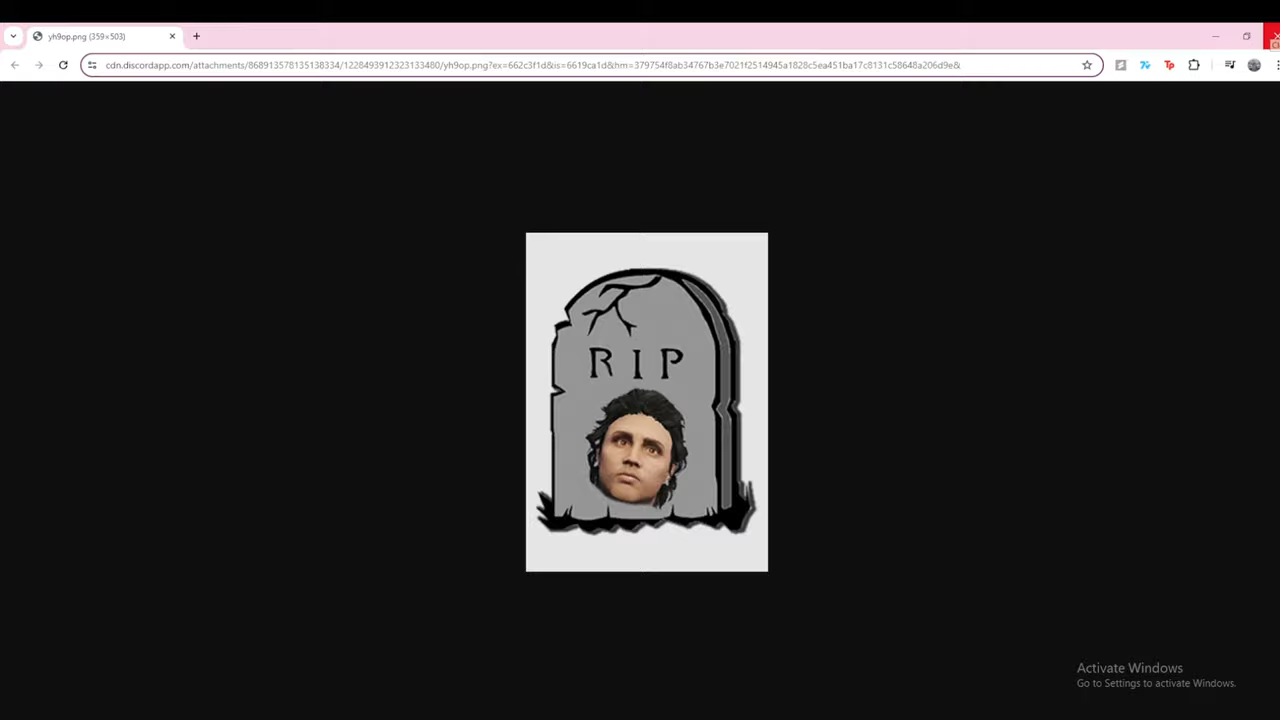 yh9op.png (359×503)
cdn.discordapp.com/attachments/868913578135138334/1228493912323133480/yh9op.png?ex=662c3f1d&is=6619ca1d&hm=379754f8ab34767b3e7021f2514945a1828c5ea451ba17c8131c58648a206d9e&
RIP
Activate Windows
Go to Settings to activate Windows.